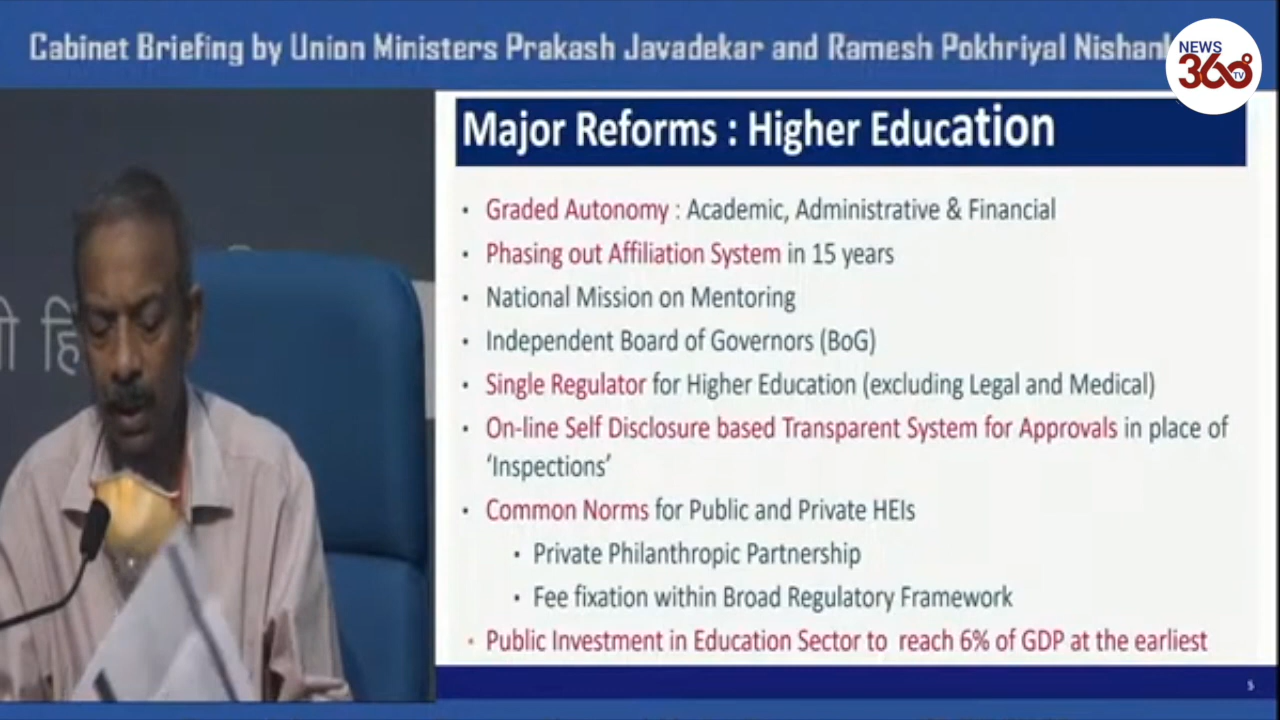 Cabinet Briefing by Union Ministers Prakash Javadekar and Ramesh Pokhriyal Nishank
NEWS
360
TV
Major Reforms : Higher Education
• Graded Autonomy : Academic, Administrative & Financial
• Phasing out Affiliation System in 15 years
• National Mission on Mentoring
• Independent Board of Governors (BoG)
• Single Regulator for Higher Education (excluding Legal and Medical)
• On-line Self Disclosure based Transparent System for Approvals in place of
‘Inspections’
• Common Norms for Public and Private HEIs
• Private Philanthropic Partnership
• Fee fixation within Broad Regulatory Framework
• Public Investment in Education Sector to reach 6% of GDP at the earliest
5